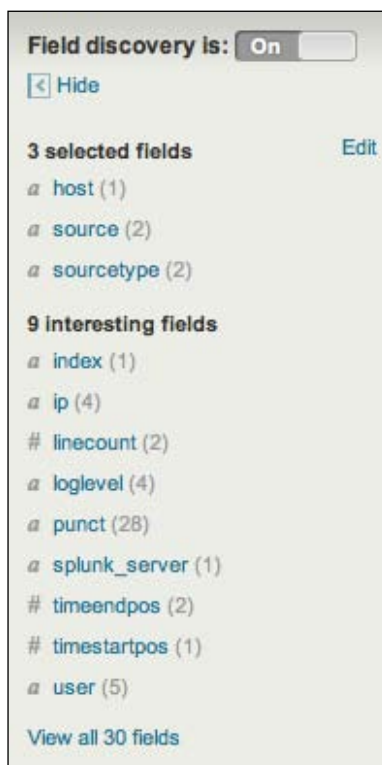 Field discovery is: On
< Hide
3 selected fields Edit
a host (1)
a source (2)
a sourcetype (2)
9 interesting fields
a index (1)
a ip (4)
# linecount (2)
a loglevel (4)
a punct (28)
a splunk_server (1)
# timeendpos (2)
# timestartpos (1)
a user (5)
View all 30 fields